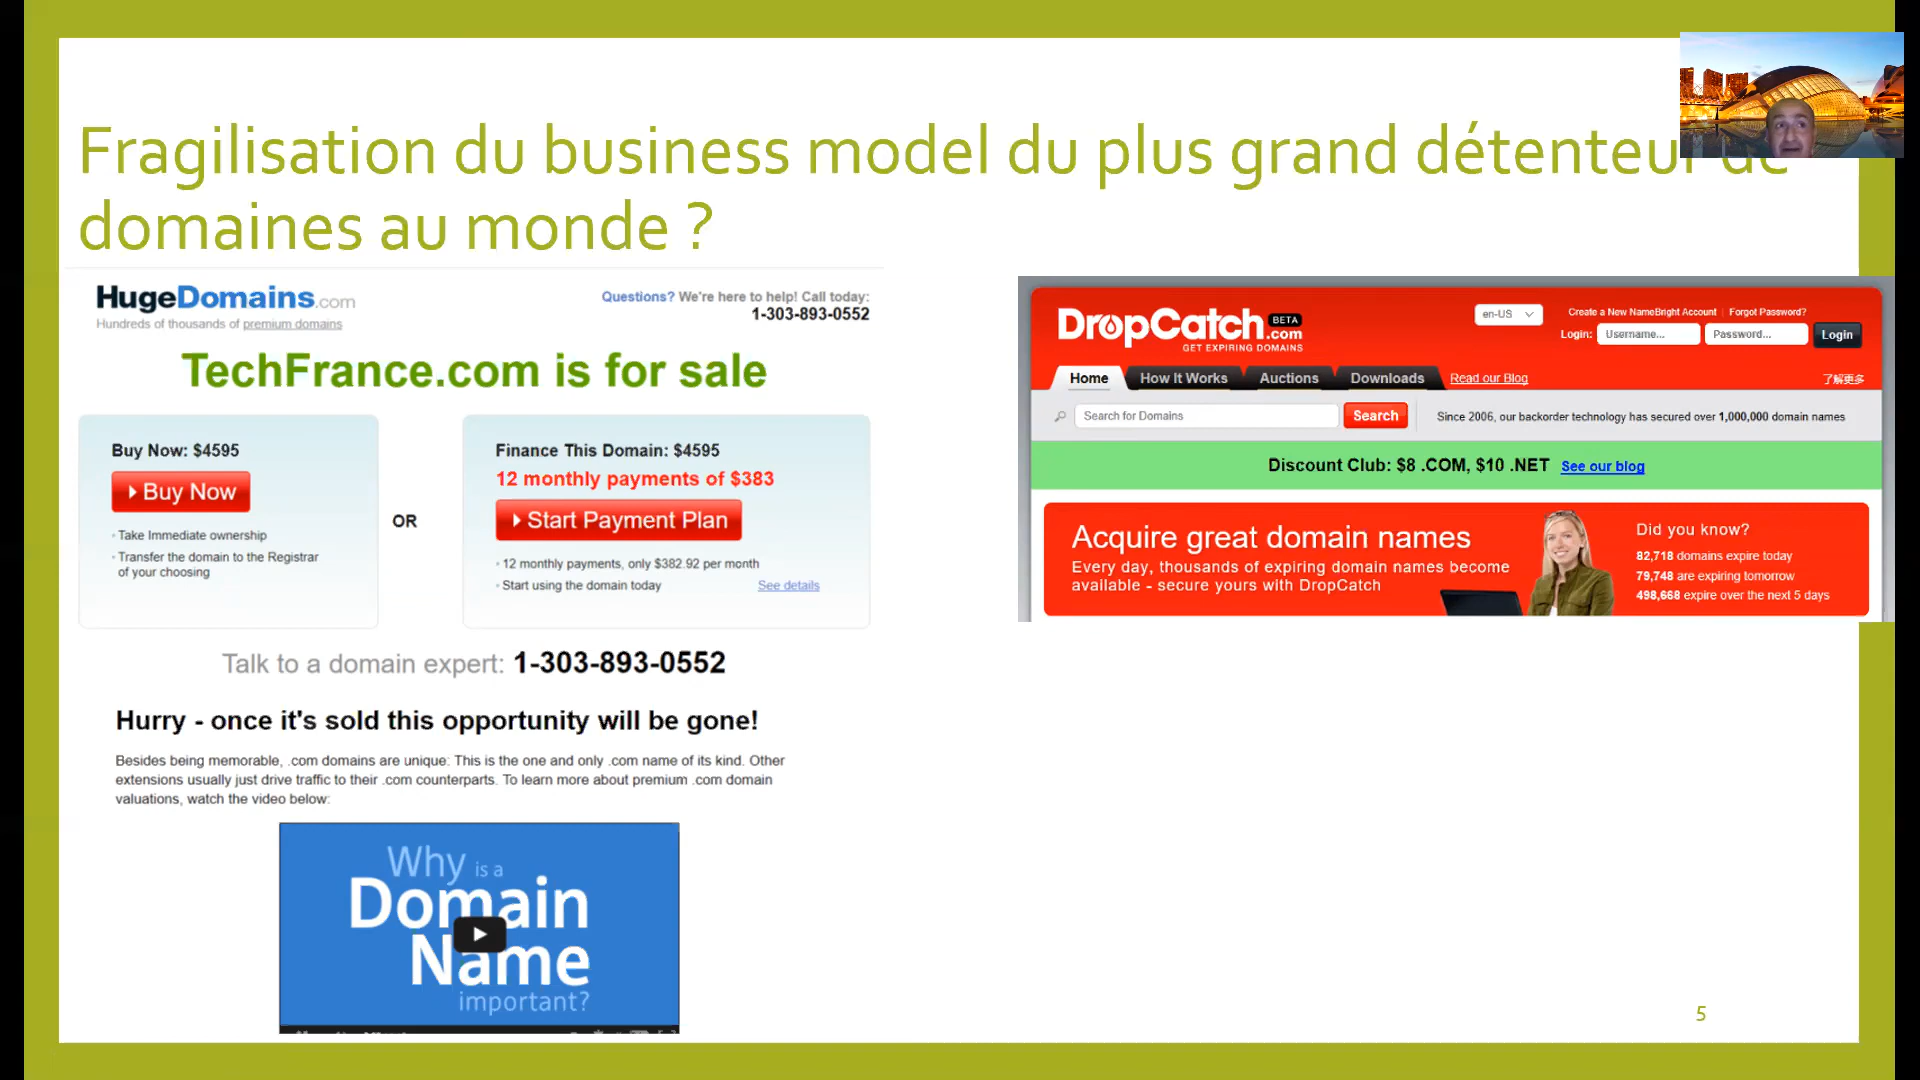 Fragilisation du business model du plus grand détenteur de
domaines au monde ?
HugeDomains.com
Hundreds of thousands of premium domains
Questions? We're here to help! Call today:
1-303-893-0552
TechFrance.com is for sale
Buy Now: $4595
Buy Now
Take Immediate ownership
Transfer the domain to the Registrar
of your choosing
OR
Finance This Domain: $4595
12 monthly payments of $383
Start Payment Plan
12 monthly payments, only $382.92 per month
Start using the domain today
See details
Talk to a domain expert: 1-303-893-0552
Hurry - once it's sold this opportunity will be gone!
Besides being memorable, .com domains are unique: This is the one and only .com name of its kind. Other
extensions usually just drive traffic to their .com counterparts. To learn more about premium .com domain
valuations, watch the video below:
Why is a
Domain
Name
important?
DropCatch.com BETA
GET EXPIRING DOMAINS
en-US
Create a New NameBright Account | Forgot Password?
Login: Username... Password... Login
Home How It Works Auctions Downloads Read our Blog 了解更多
Search for Domains Search Since 2006, our backorder technology has secured over 1,000,000 domain names
Discount Club: $8 .COM, $10 .NET See our blog
Acquire great domain names
Every day, thousands of expiring domain names become
available - secure yours with DropCatch
Did you know?
82,718 domains expire today
79,748 are expiring tomorrow
498,668 expire over the next 5 days
5